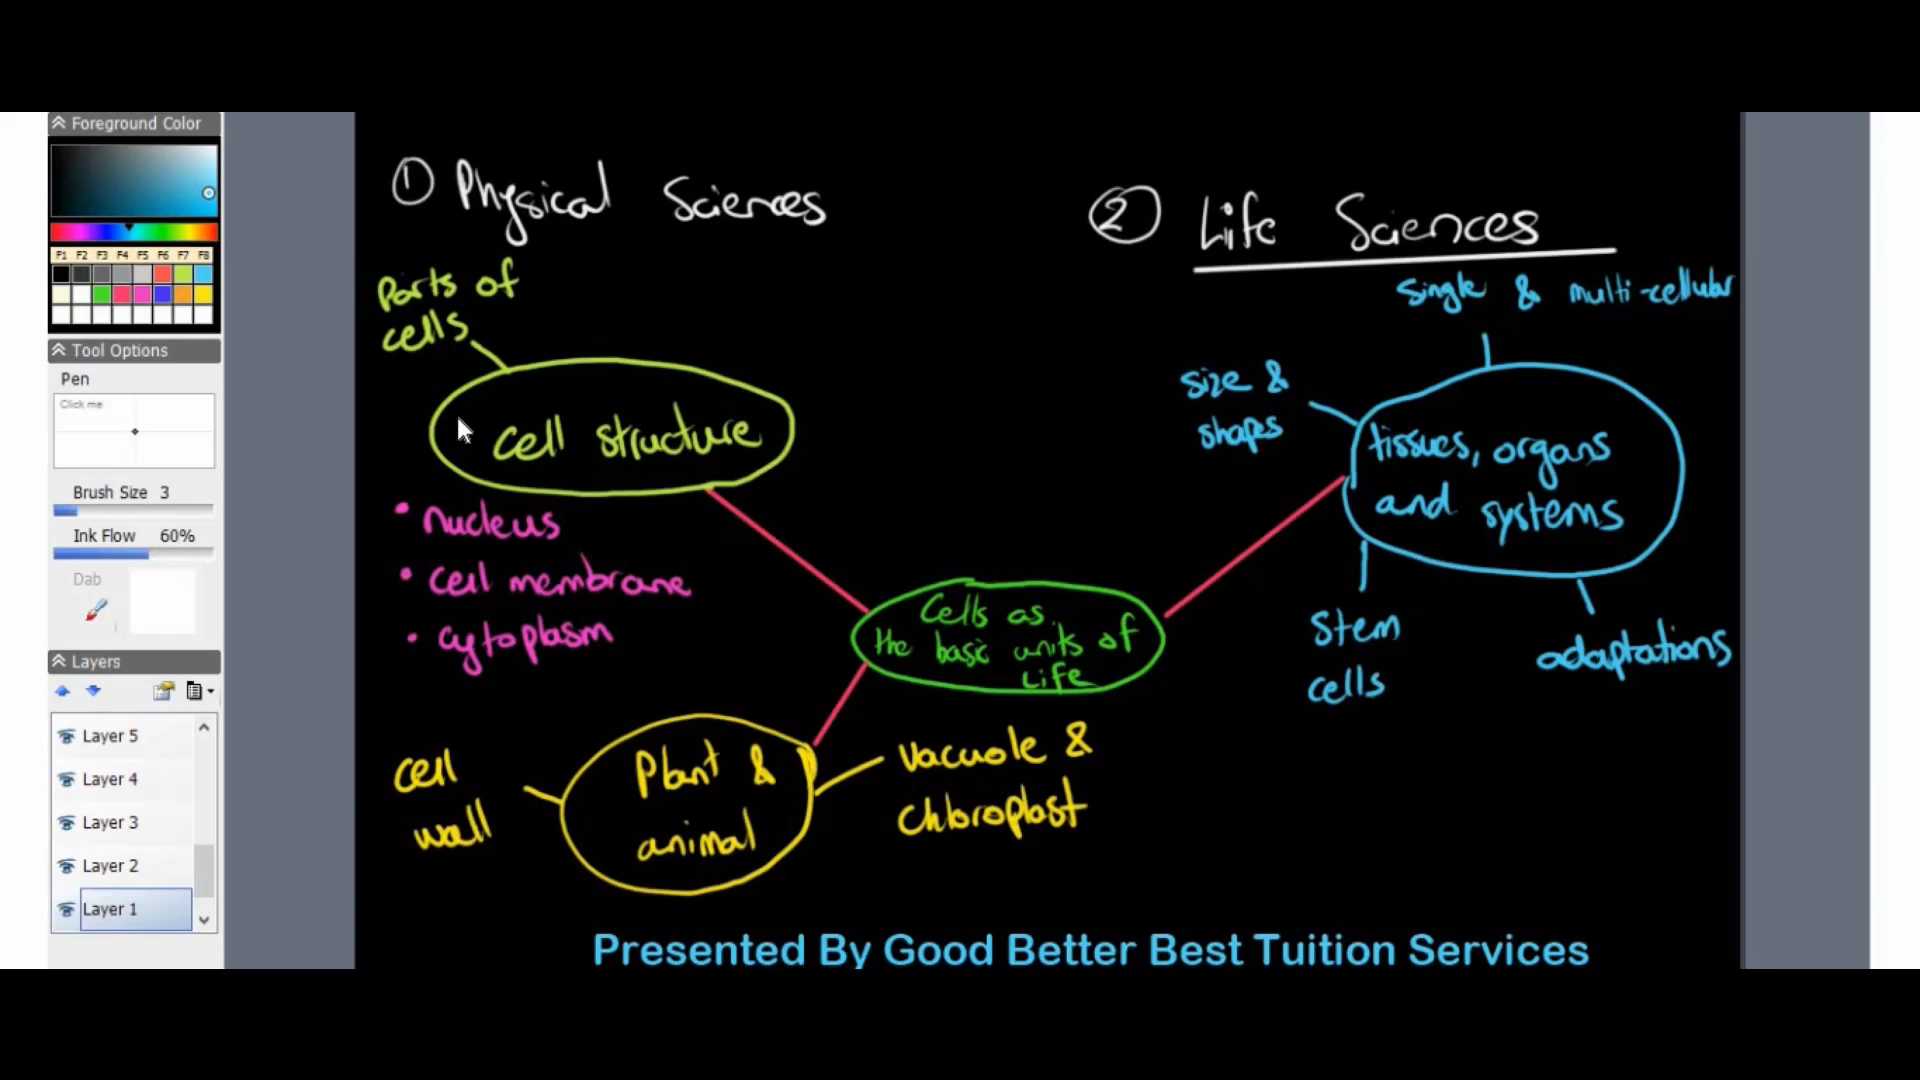 Foreground Color
F1 F2 F3 F4 F5 F6 F7 F8
Tool Options
Pen
Click me
Brush Size 3
Ink Flow 60%
Dab
Layers
Layer 5
Layer 4
Layer 3
Layer 2
Layer 1
① Physical Sciences
Parts of
cells
cell structure
• nucleus
• cell membrane
• cytoplasm
Cells as
the basic units of
Life
Plant &
animal
cell
wall
vacuole &
chloroplast
② Life Sciences
Single & multi-cellular
size &
shapes
tissues, organs
and systems
Stem
cells
adaptations
Presented By Good Better Best Tuition Services